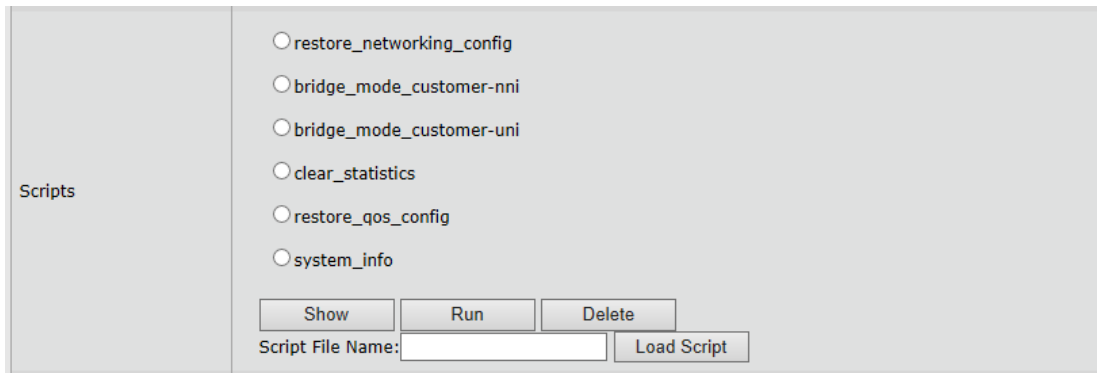 restore_networking_config
bridge_mode_customer-nni
bridge_mode_customer-uni
clear_statistics
Scripts
restore_qos_config
system_info
Show Run Delete
Script File Name: Load Script